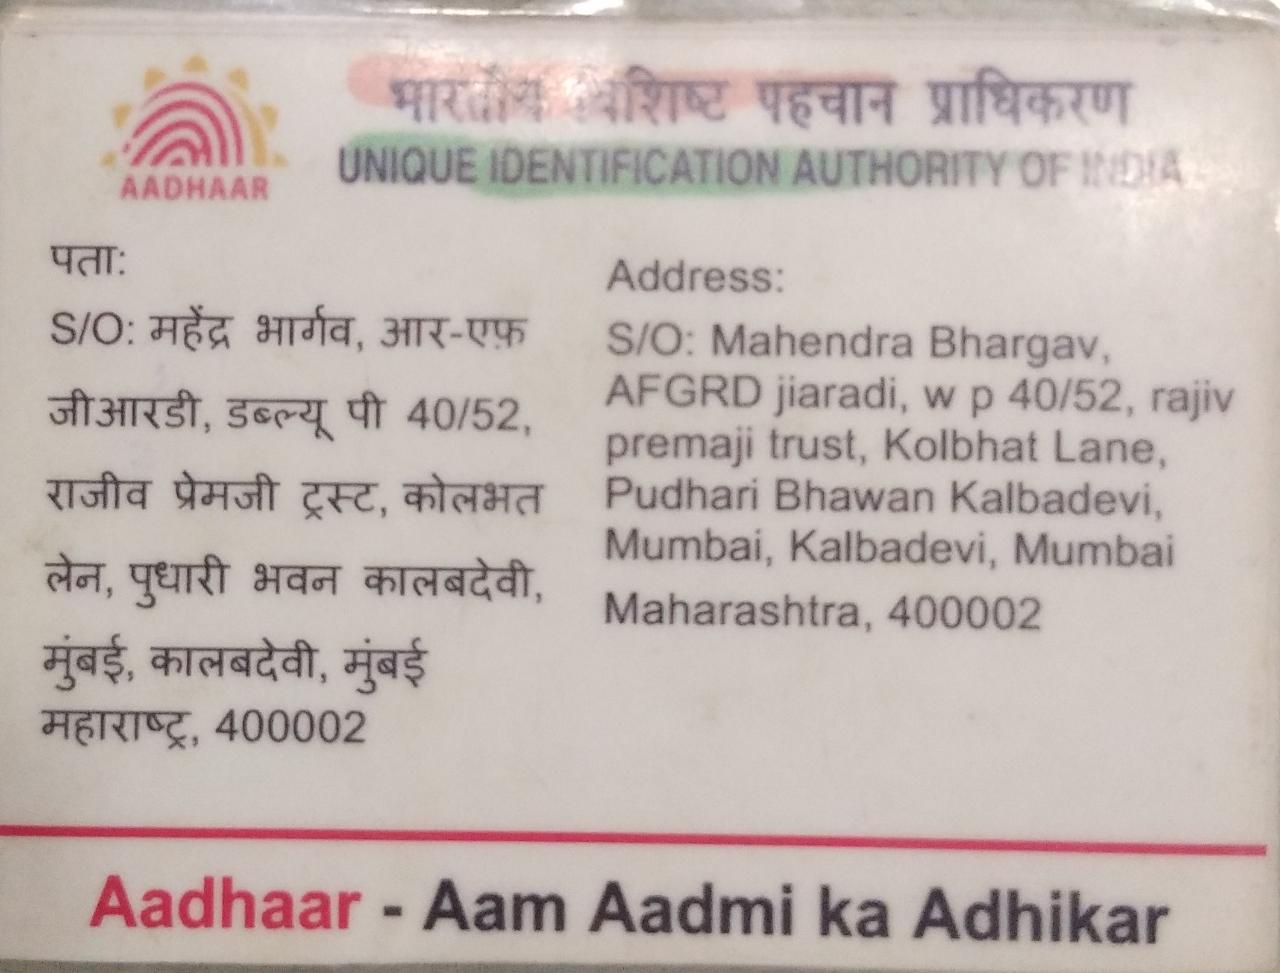 भारतीय विशिष्ट पहचान प्राधिकरण
UNIQUE IDENTIFICATION AUTHORITY OF INDIA
AADHAAR
पता:
S/O: महेंद्र भार्गव, आर-एफ़
जीआरडी, डब्ल्यू पी 40/52,
राजीव प्रेमजी ट्रस्ट, कोलभत
लेन, पुधारी भवन कालबदेवी,
मुंबई, कालबदेवी, मुंबई
महाराष्ट्र, 400002
Address:
S/O: Mahendra Bhargav,
AFGRD jiaradi, w p 40/52, rajiv
premaji trust, Kolbhat Lane,
Pudhari Bhawan Kalbadevi,
Mumbai, Kalbadevi, Mumbai
Maharashtra, 400002
Aadhaar - Aam Aadmi ka Adhikar